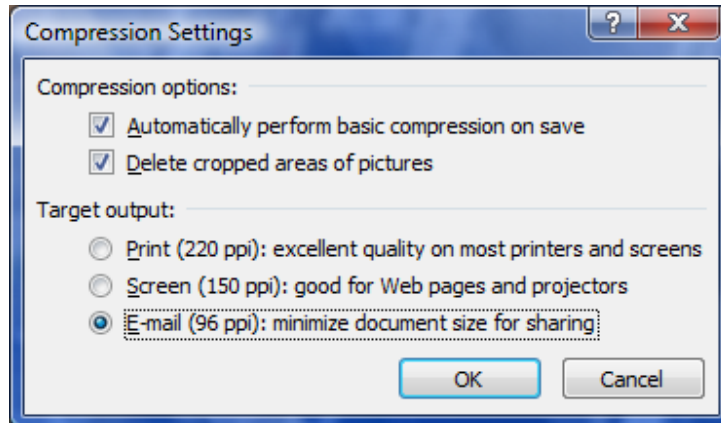 Compression Settings
?
X
Compression options:
Automatically perform basic compression on save
Delete cropped areas of pictures
Target output:
Print (220 ppi): excellent quality on most printers and screens
Screen (150 ppi): good for Web pages and projectors
E-mail (96 ppi): minimize document size for sharing
OK Cancel